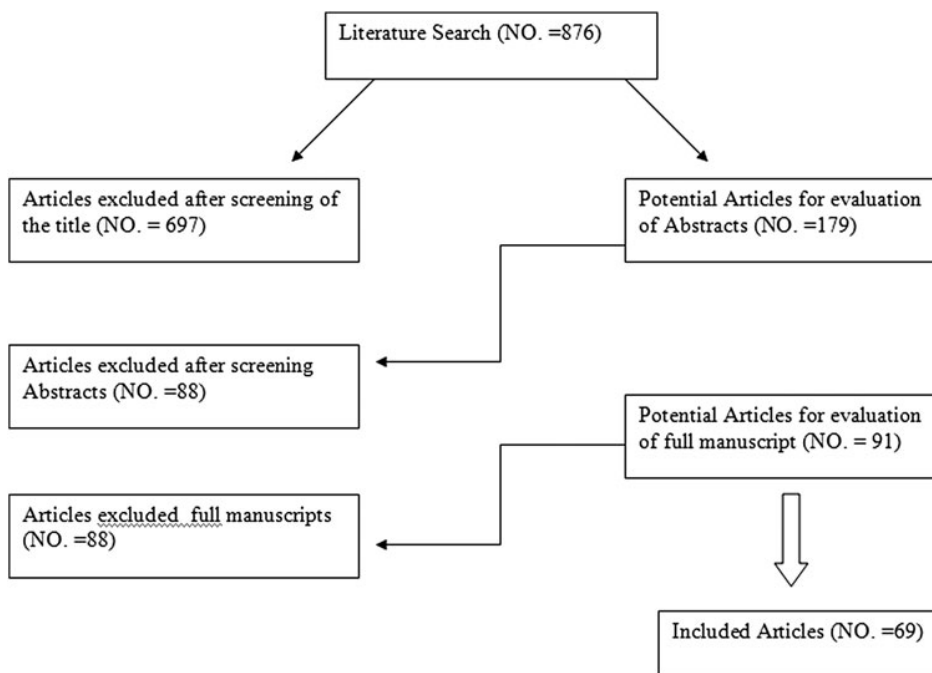 Literature Search (NO. =876)
Articles excluded after screening of
the title (NO. = 697)
Potential Articles for evaluation
of Abstracts (NO. =179)
Articles excluded after screening
Abstracts (NO. =88)
Potential Articles for evaluation
of full manuscript (NO. = 91)
Articles excluded full manuscripts
(NO. =88)
Included Articles (NO. =69)